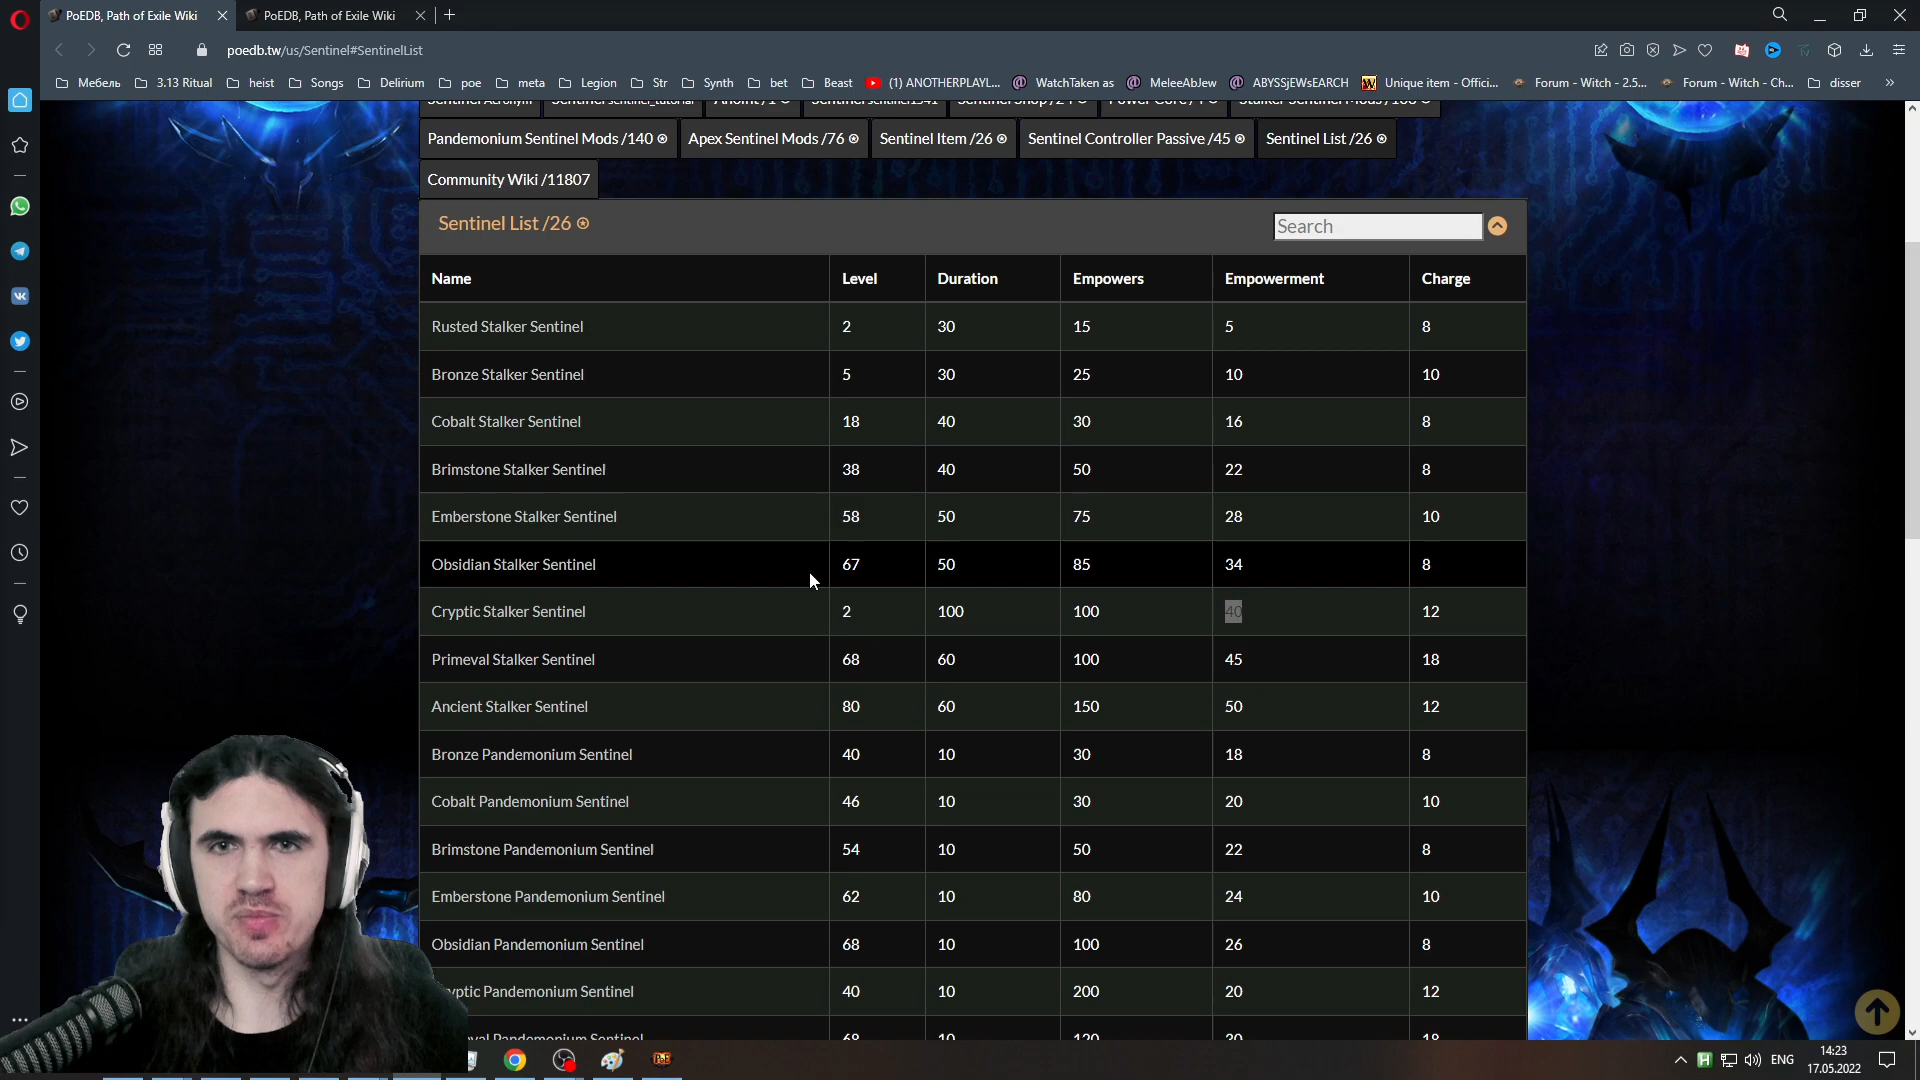 PoEDB, Path of Exile Wiki
PoEDB, Path of Exile Wiki
poedb.tw/us/Sentinel#SentinelList
Мебель 3.13 Ritual heist Songs Delirium poe meta Legion Str Synth bet Beast (1) ANOTHERPLAYL... WatchTaken as MeleeAbJew ABYSSjEWsEARCH Unique item - Offici... Forum - Witch - 2.5... Forum - Witch - Ch... disser »
Pandemonium Sentinel Mods /140 Apex Sentinel Mods /76 Sentinel Item /26 Sentinel Controller Passive /45 Sentinel List /26
Community Wiki /11807
Sentinel List /26 Search
Name Level Duration Empowers Empowerment Charge
Rusted Stalker Sentinel 2 30 15 5 8
Bronze Stalker Sentinel 5 30 25 10 10
Cobalt Stalker Sentinel 18 40 30 16 8
Brimstone Stalker Sentinel 38 40 50 22 8
Emberstone Stalker Sentinel 58 50 75 28 10
Obsidian Stalker Sentinel 67 50 85 34 8
Cryptic Stalker Sentinel 2 100 100 40 12
Primeval Stalker Sentinel 68 60 100 45 18
Ancient Stalker Sentinel 80 60 150 50 12
Bronze Pandemonium Sentinel 40 10 30 18 8
Cobalt Pandemonium Sentinel 46 10 30 20 10
Brimstone Pandemonium Sentinel 54 10 50 22 8
Emberstone Pandemonium Sentinel 62 10 80 24 10
Obsidian Pandemonium Sentinel 68 10 100 26 8
Pandemonium Sentinel 40 10 200 20 12
ENG 14:23
17.05.2022